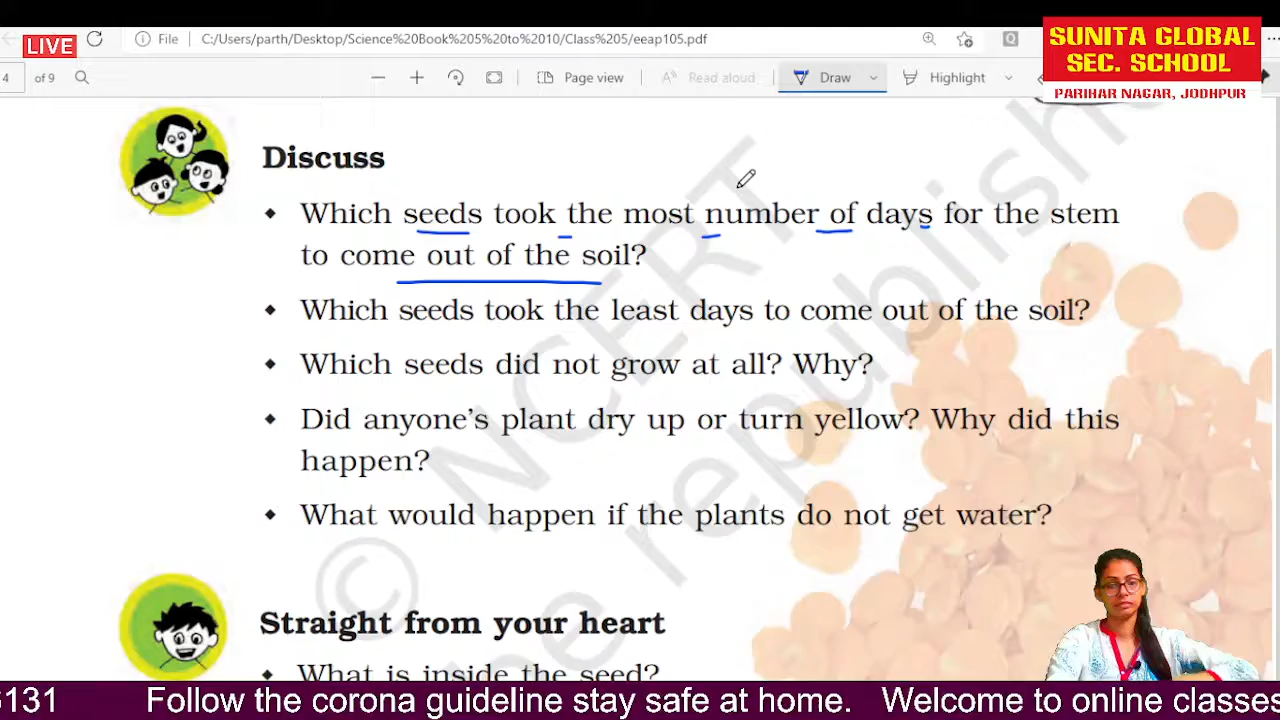 LIVE
File
C:/Users/parth/Desktop/Science%20Book%205%20to%2010/Class%205/eeap105.pdf
SUNITA GLOBAL
SEC. SCHOOL
PARIHAR NAGAR, JODHPUR
4 of 9
Page view
Read aloud
Draw
Highlight
Discuss
Which seeds took the most number of days for the stem
to come out of the soil?
Which seeds took the least days to come out of the soil?
Which seeds did not grow at all? Why?
Did anyone's plant dry up or turn yellow? Why did this
happen?
What would happen if the plants do not get water?
© NCERT
be republish
Straight from your heart
What is inside the seed?
6131 Follow the corona guideline stay safe at home. Welcome to online classes